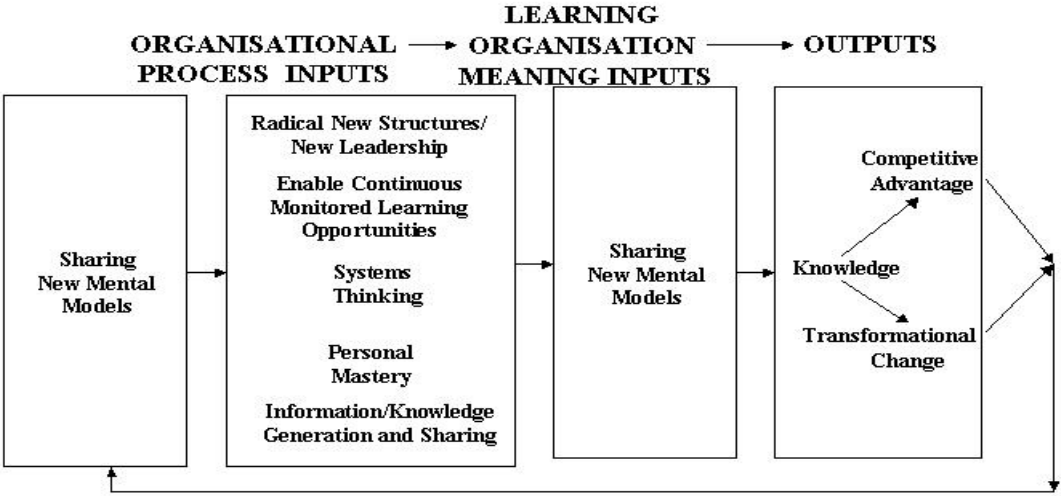 ORGANISATIONAL
PROCESS INPUTS
LEARNING
ORGANISATION
MEANING INPUTS
OUTPUTS
Sharing
New Mental
Models
Radical New Structures/
New Leadership
Enable Continuous
Monitored Learning
Opportunities
Systems
Thinking
Personal
Mastery
Information/Knowledge
Generation and Sharing
Sharing
New Mental
Models
Competitive
Advantage
Knowledge
Transformational
Change